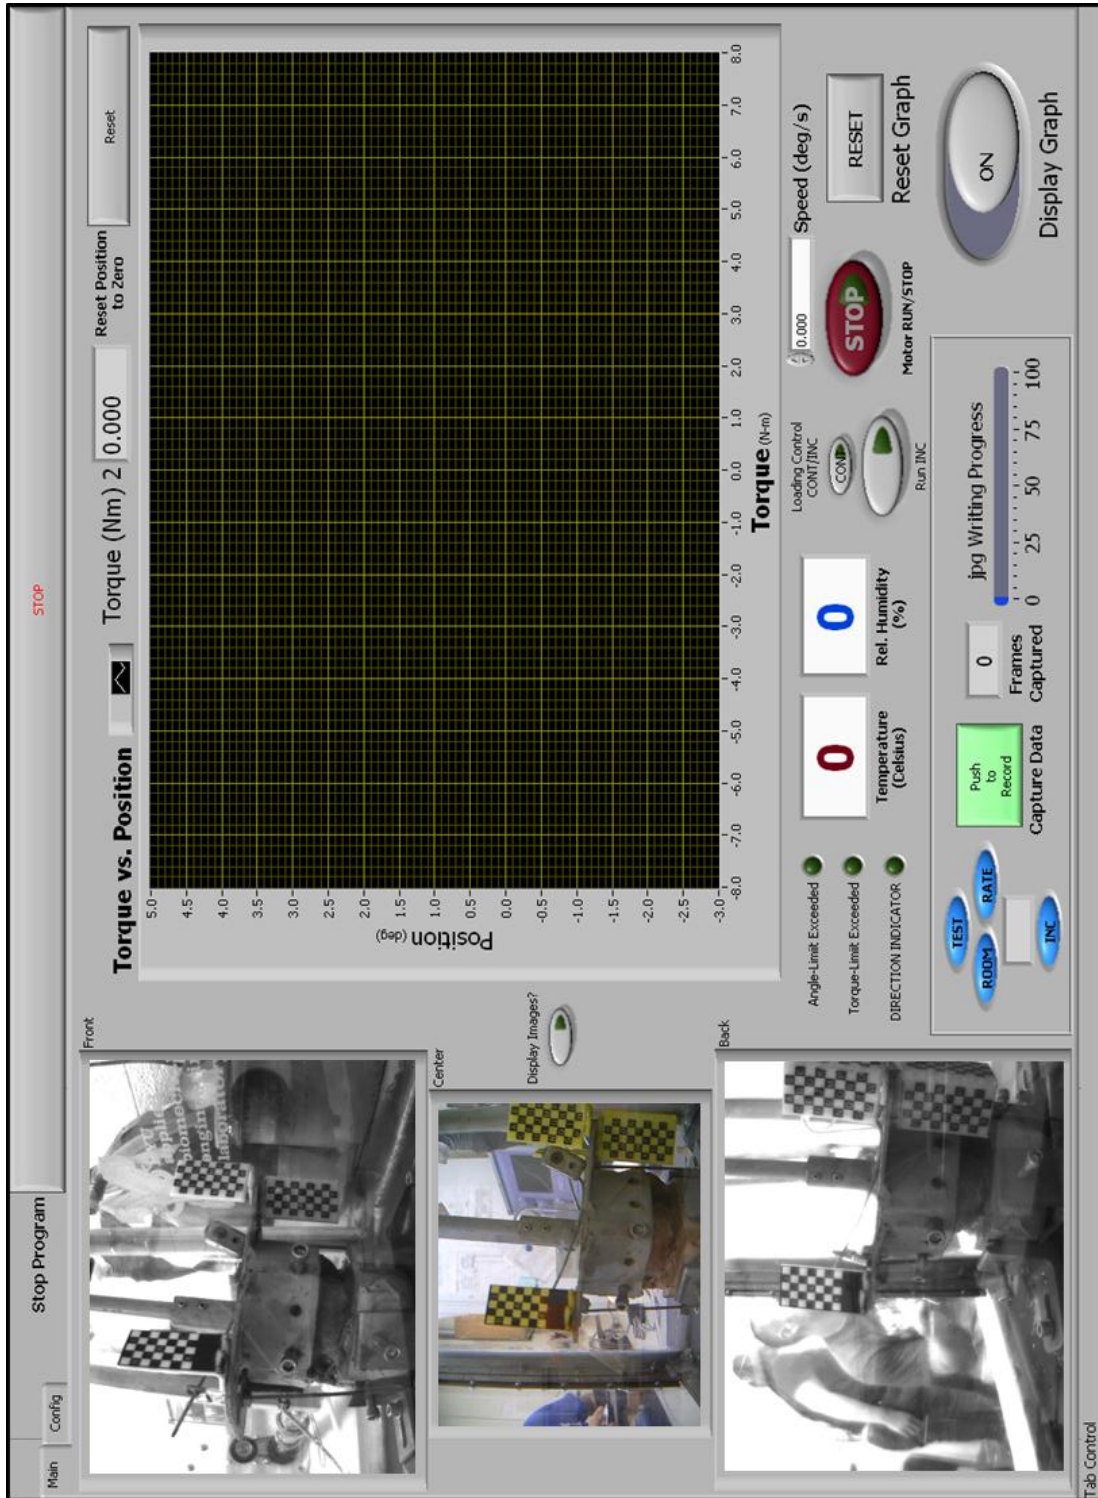 Stop Program
STOP
Main
Config
Front
Center
Display Images?
Back
Torque vs. Position
Torque (Nm) 2
0.000
Reset Position
to Zero
Reset
5.0
4.5
4.0
3.5
3.0
2.5
2.0
1.5
1.0
0.5
0.0
-0.5
-1.0
-1.5
-2.0
-2.5
-3.0
Position (deg)
-8.0 -7.0 -6.0 -5.0 -4.0 -3.0 -2.0 -1.0 0.0 1.0 2.0 3.0 4.0 5.0 6.0 7.0 8.0
Torque (N-m)
Angle-Limit Exceeded
Torque-Limit Exceeded
DIRECTION INDICATOR
0
Temperature
(Celsius)
0
Rel. Humidity
(%)
Loading Control
CONT/INC
CONT
Run INC
0.000
Speed (deg/s)
STOP
Motor RUN/STOP
RESET
Reset Graph
ON
Display Graph
TEST
ROOM
RATE
INC
Push
to
Record
Capture Data
0
Frames
Captured
jpg Writing Progress
0 25 50 75 100
Tab Control